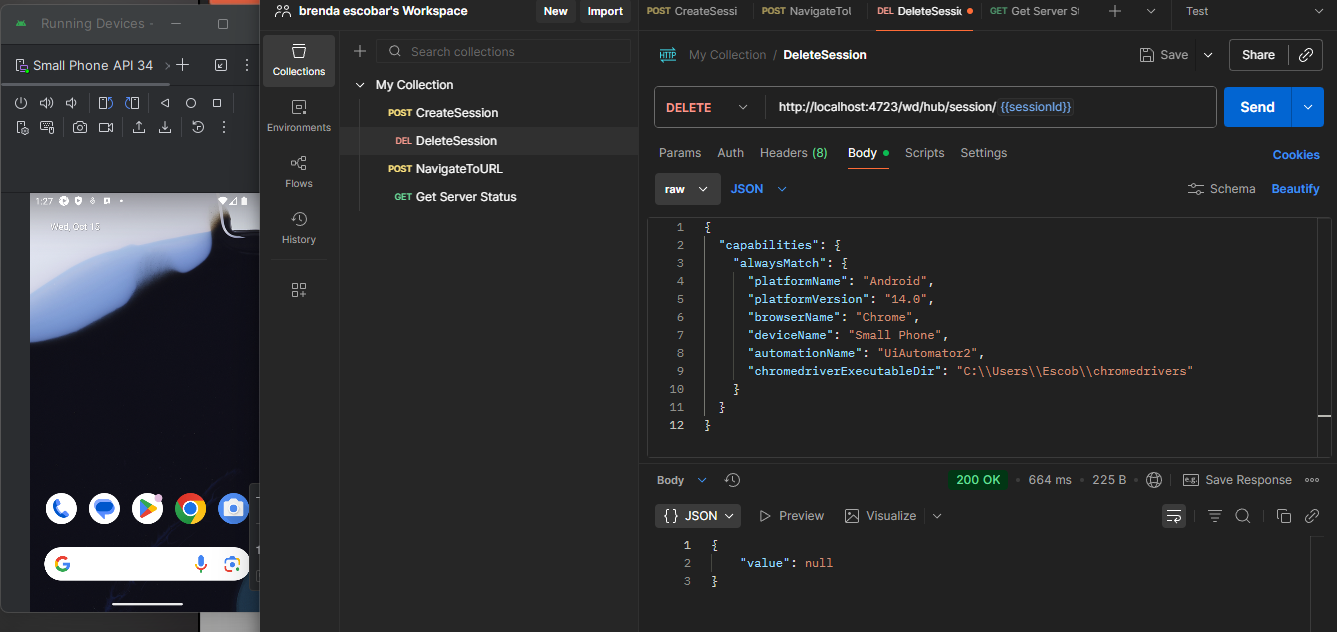 Running Devices -
Small Phone API 34
1:27
Wed, Oct 15
brenda escobar's Workspace
New
Import
Collections
Environments
Flows
History
Search collections
My Collection
POST CreateSession
DEL DeleteSession
POST NavigateToURL
GET Get Server Status
POST CreateSessi
POST NavigateTol
DEL DeleteSessic
GET Get Server St
Test
HTTP
My Collection / DeleteSession
Save
Share
DELETE
http://localhost:4723/wd/hub/session/ {{sessionId}}
Send
Params
Auth
Headers (8)
Body
Scripts
Settings
Cookies
raw
JSON
Schema
Beautify
1 {
2 "capabilities": {
3 "alwaysMatch": {
4 "platformName": "Android",
5 "platformVersion": "14.0",
6 "browserName": "Chrome",
7 "deviceName": "Small Phone",
8 "automationName": "UiAutomator2",
9 "chromedriverExecutableDir": "C:\\Users\\Escob\\chromedrivers"
10 }
11 }
12 }
Body
200 OK
664 ms
225 B
e.g.
Save Response
{} JSON
Preview
Visualize
1 {
2 "value": null
3 }